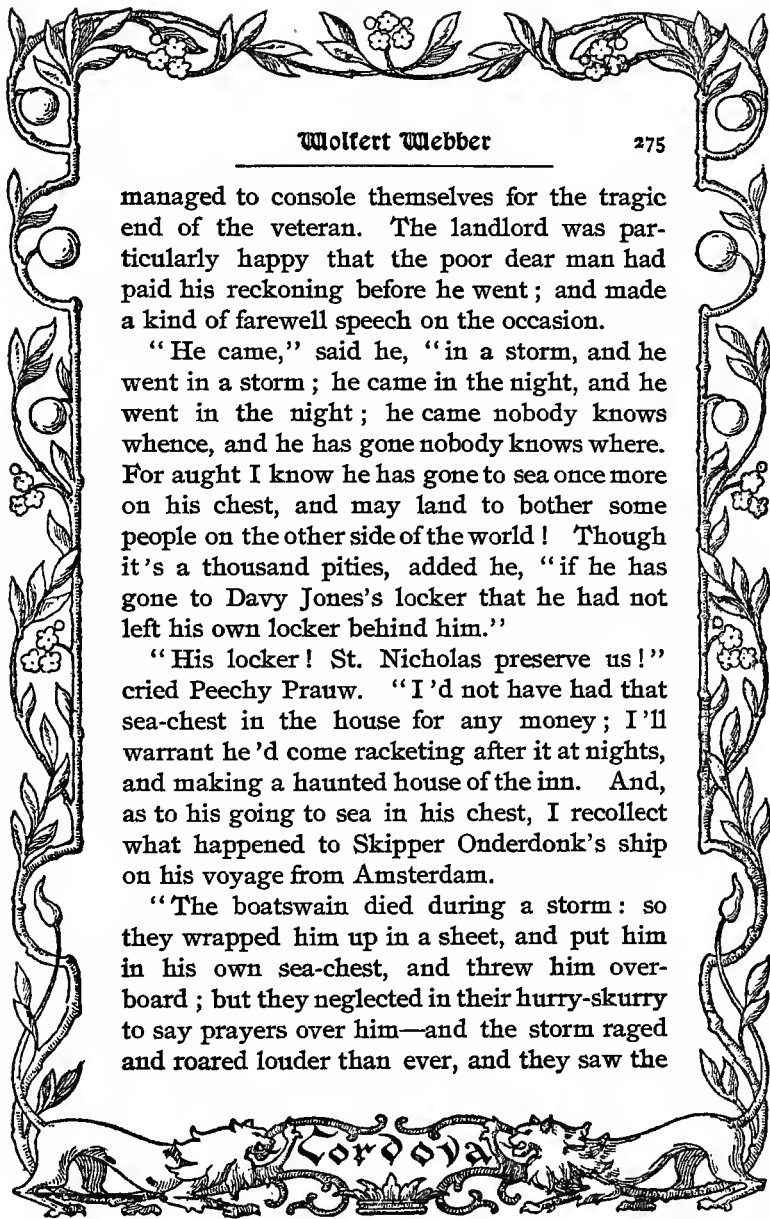 Wolfert Webber 275
managed to console themselves for the tragic
end of the veteran. The landlord was par-
ticularly happy that the poor dear man had
paid his reckoning before he went; and made
a kind of farewell speech on the occasion.
"He came," said he, "in a storm, and he
went in a storm; he came in the night, and he
went in the night; he came nobody knows
whence, and he has gone nobody knows where.
For aught I know he has gone to sea once more
on his chest, and may land to bother some
people on the other side of the world! Though
it's a thousand pities, added he, "if he has
gone to Davy Jones's locker that he had not
left his own locker behind him."
"His locker! St. Nicholas preserve us!"
cried Peechy Prauw. "I'd not have had that
sea-chest in the house for any money; I'll
warrant he'd come racketing after it at nights,
and making a haunted house of the inn. And,
as to his going to sea in his chest, I recollect
what happened to Skipper Onderdonk's ship
on his voyage from Amsterdam.
"The boatswain died during a storm: so
they wrapped him up in a sheet, and put him
in his own sea-chest, and threw him over-
board; but they neglected in their hurry-skurry
to say prayers over him—and the storm raged
and roared louder than ever, and they saw the
Cordova